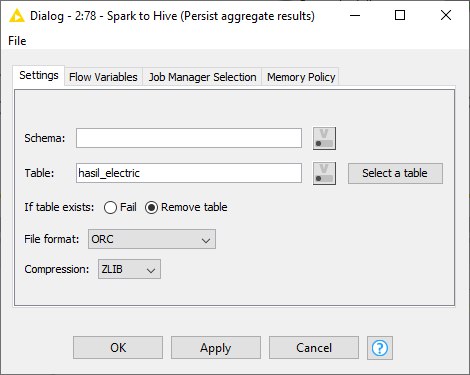 Dialog - 2:78 - Spark to Hive (Persist aggregate results)
File
Settings Flow Variables Job Manager Selection Memory Policy
Schema:
Table: hasil_electric Select a table
If table exists: Fail Remove table
File format: ORC
Compression: ZLIB
OK Apply Cancel ?